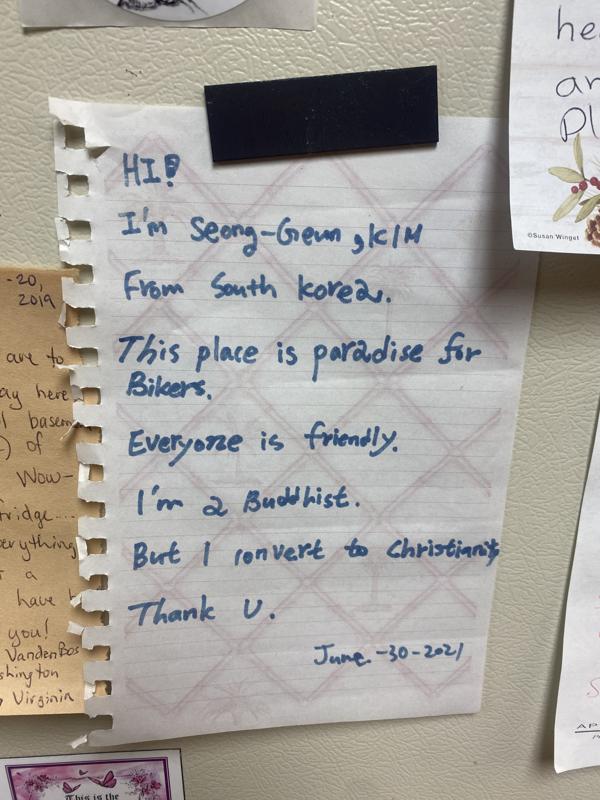 HI!
I'm Seong-Geun, KIM
From South Korea.
This place is paradise for
Bikers.
Everyone is friendly.
I'm a Buddhist.
But I convert to Christianity
Thank U.
June.-30-2021
-20,
2019
are to
ay here
basem
) of
Wow-
fridge....
erything
a
have
you!
VandenBos
shington
Virginia
he
an
Pl
©Susan Winget
This is the